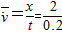 v̅ = x/t = 2/0.2